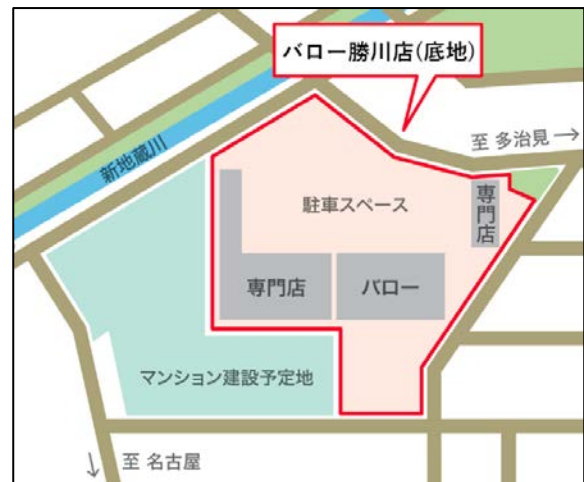 バロー勝川店(底地)
至 多治見 →
新地蔵川
駐車スペース
専門店
専門店
バロー
マンション建設予定地
↓ 至 名古屋